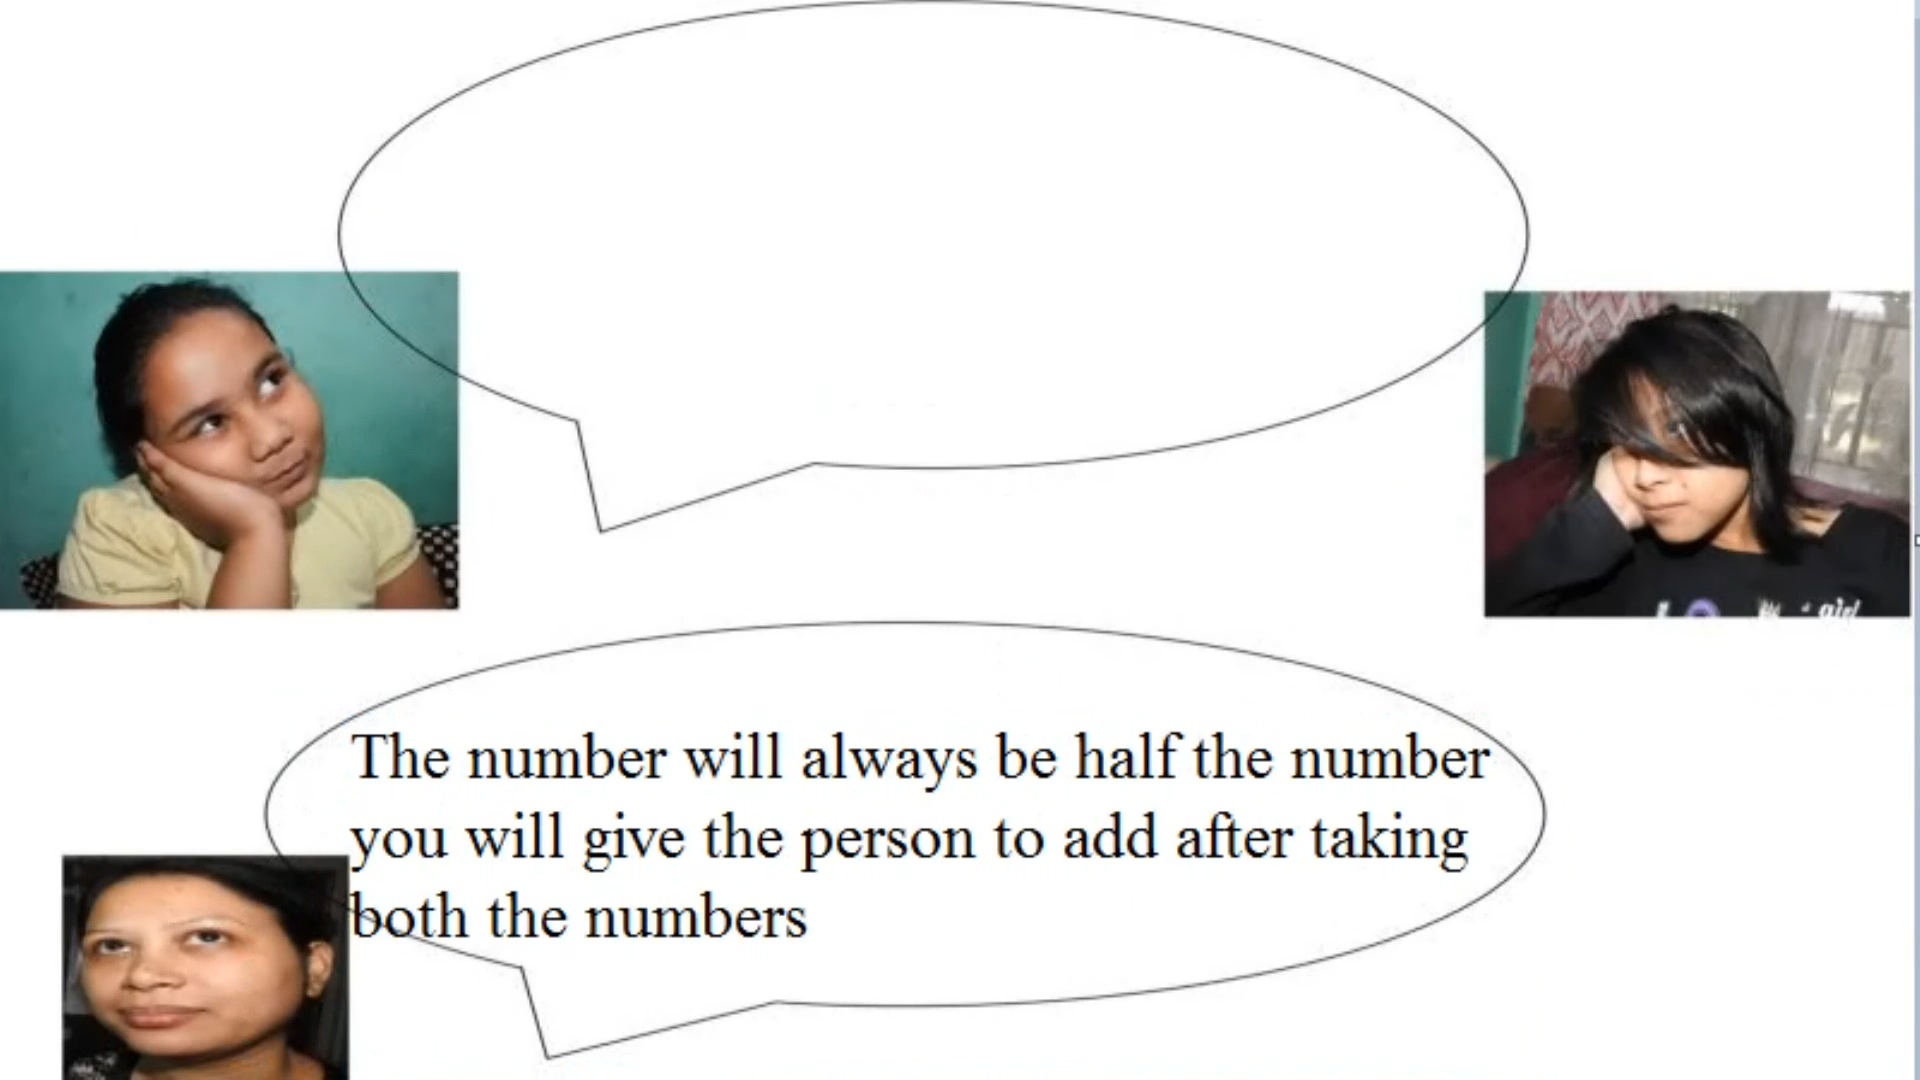 girl
The number will always be half the number
you will give the person to add after taking
both the numbers